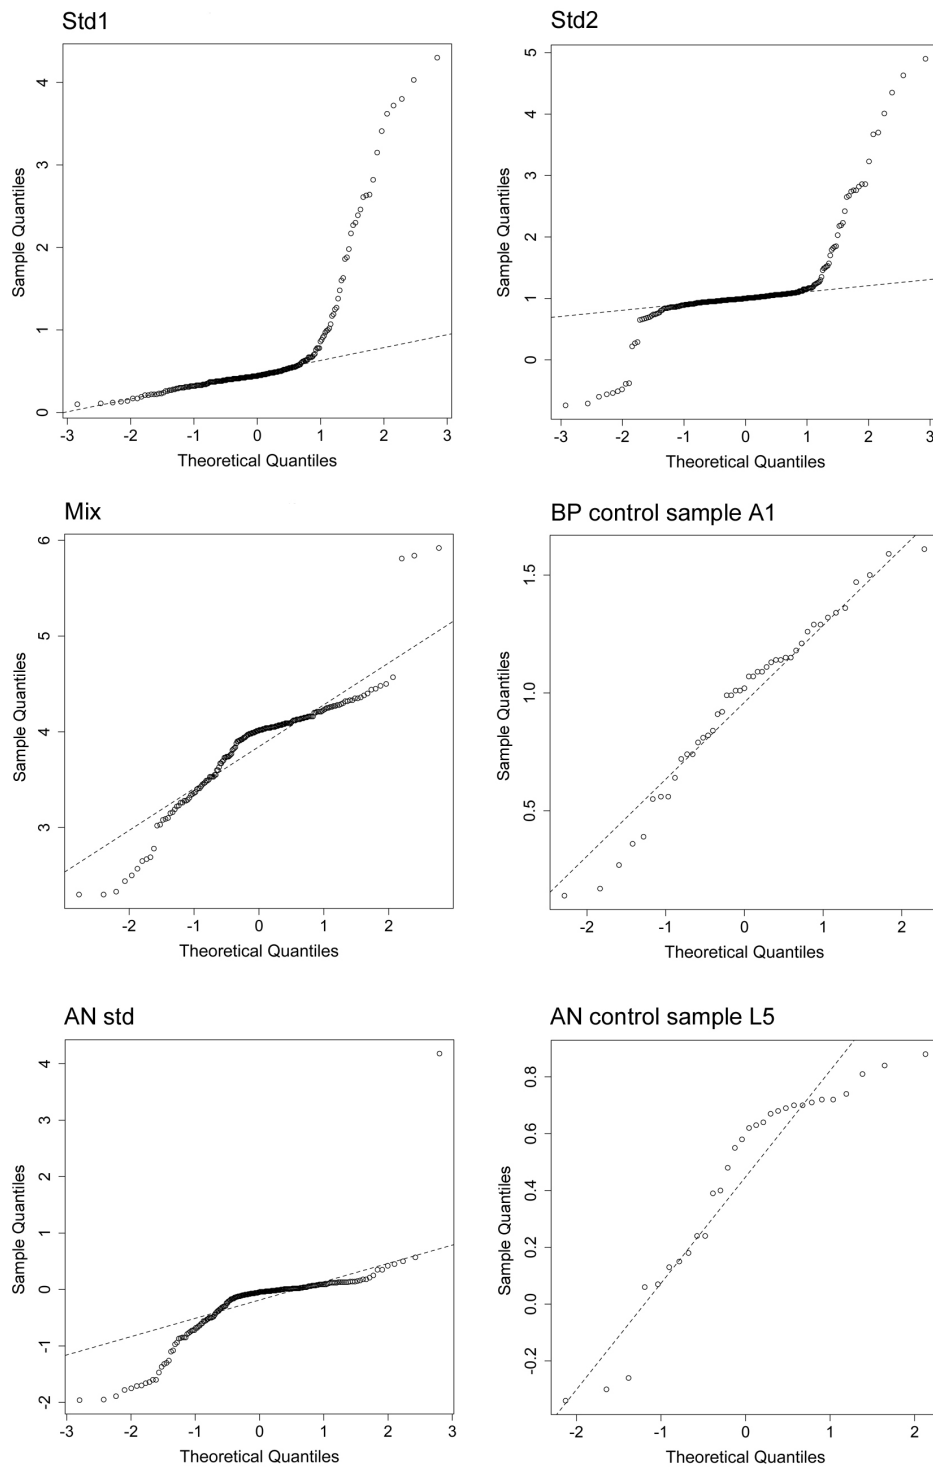 Std1
Sample Quantiles
4
3
2
1
0
-3 -2 -1 0 1 2 3
Theoretical Quantiles
Std2
Sample Quantiles
5
4
3
2
1
0
-3 -2 -1 0 1 2 3
Theoretical Quantiles
Mix
Sample Quantiles
6
5
4
3
-2 -1 0 1 2
Theoretical Quantiles
BP control sample A1
Sample Quantiles
1.5
1.0
0.5
-2 -1 0 1 2
Theoretical Quantiles
AN std
Sample Quantiles
4
3
2
1
0
-1
-2
-3 -2 -1 0 1 2 3
Theoretical Quantiles
AN control sample L5
Sample Quantiles
0.8
0.6
0.4
0.2
0.0
-0.2
-2 -1 0 1 2
Theoretical Quantiles